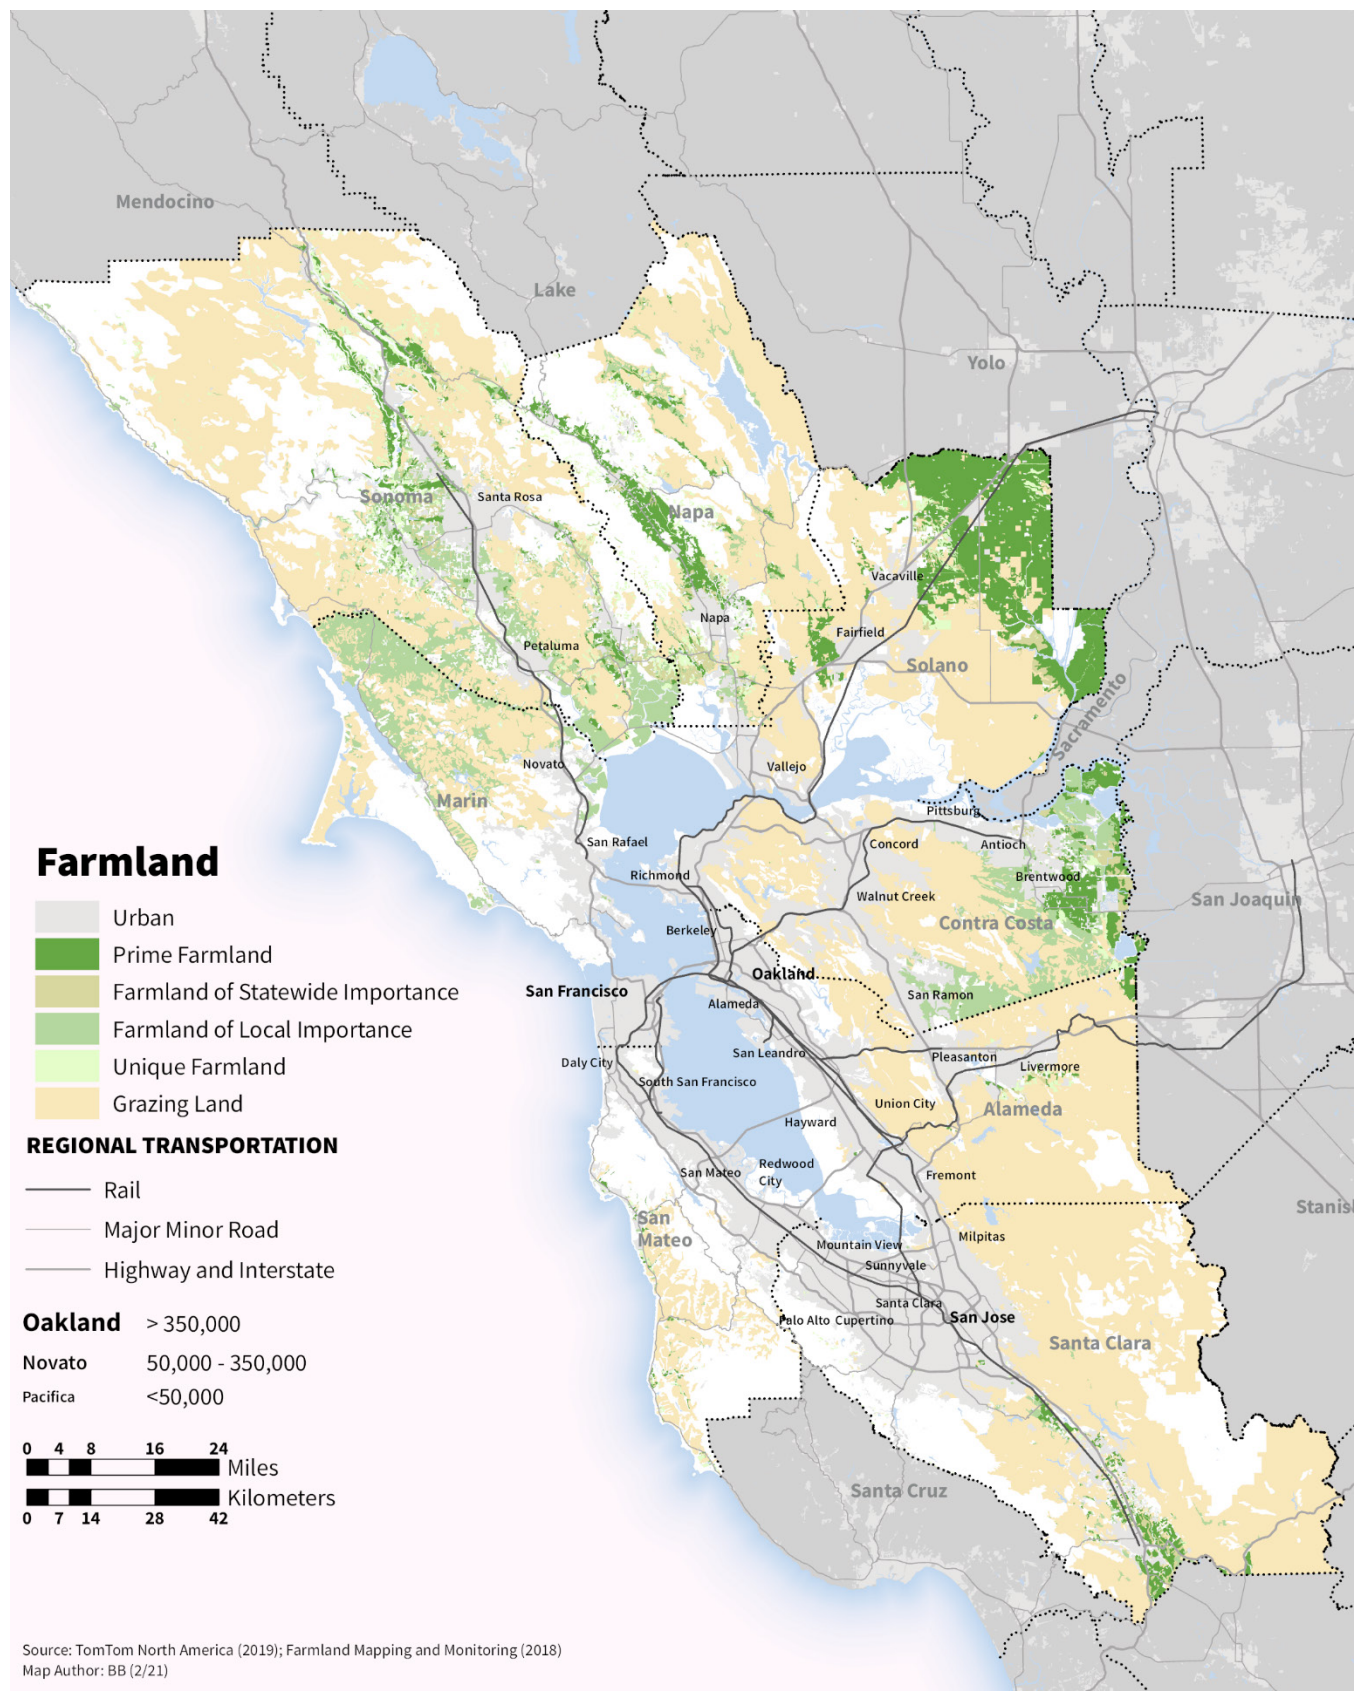 Mendocino
Lake
Yolo
Sonoma
Santa Rosa
Napa
Vacaville
Napa
Fairfield
Petaluma
Solano
Sacramento
Novato
Vallejo
Marin
Pittsburg
San Rafael
Concord
Antioch
Richmond
Brentwood
Walnut Creek
San Joaquin
Contra Costa
Berkeley
Oakland
San Francisco
San Ramon
Alameda
San Leandro
Pleasanton
Daly City
Livermore
South San Francisco
Union City
Alameda
Hayward
San Mateo
Redwood
City
Fremont
Stanisl
San
Mateo
Milpitas
Mountain View
Sunnyvale
Santa Clara
San Jose
Palo Alto
Cupertino
Santa Clara
Santa Cruz
Farmland
Urban
Prime Farmland
Farmland of Statewide Importance
Farmland of Local Importance
Unique Farmland
Grazing Land
REGIONAL TRANSPORTATION
Rail
Major Minor Road
Highway and Interstate
Oakland > 350,000
Novato 50,000 - 350,000
Pacifica <50,000
0 4 8 16 24
Miles
Kilometers
0 7 14 28 42
Source: TomTom North America (2019); Farmland Mapping and Monitoring (2018)
Map Author: BB (2/21)